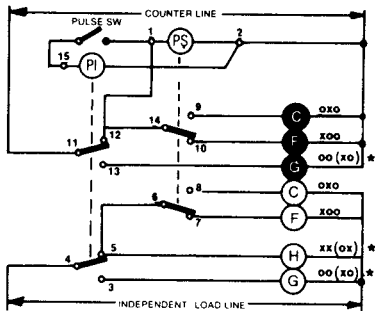 COUNTER LINE
PULSE SW
1 PS 2
15 PI
9 C oxo
14
12
11 10 F xoo
13 G oo (xo) *
8 C oxo
6
7 F xoo
5 H xx(ox) *
4
3 G oo (xo) *
INDEPENDENT LOAD LINE